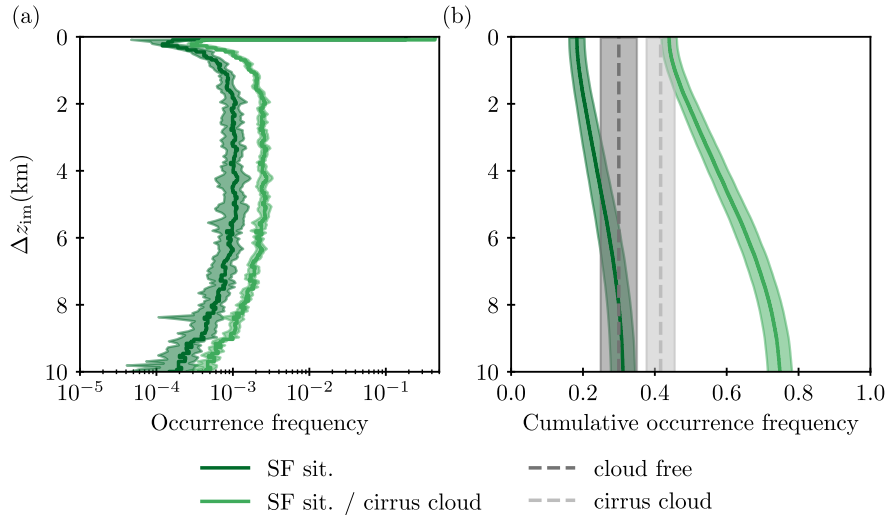 (a)
(b)
0
2
4
6
8
10
Δz_im(km)
10⁻⁵ 10⁻⁴ 10⁻³ 10⁻² 10⁻¹
Occurrence frequency
0
2
4
6
8
10
0.0 0.2 0.4 0.6 0.8 1.0
Cumulative occurrence frequency
SF sit.
SF sit. / cirrus cloud
cloud free
cirrus cloud